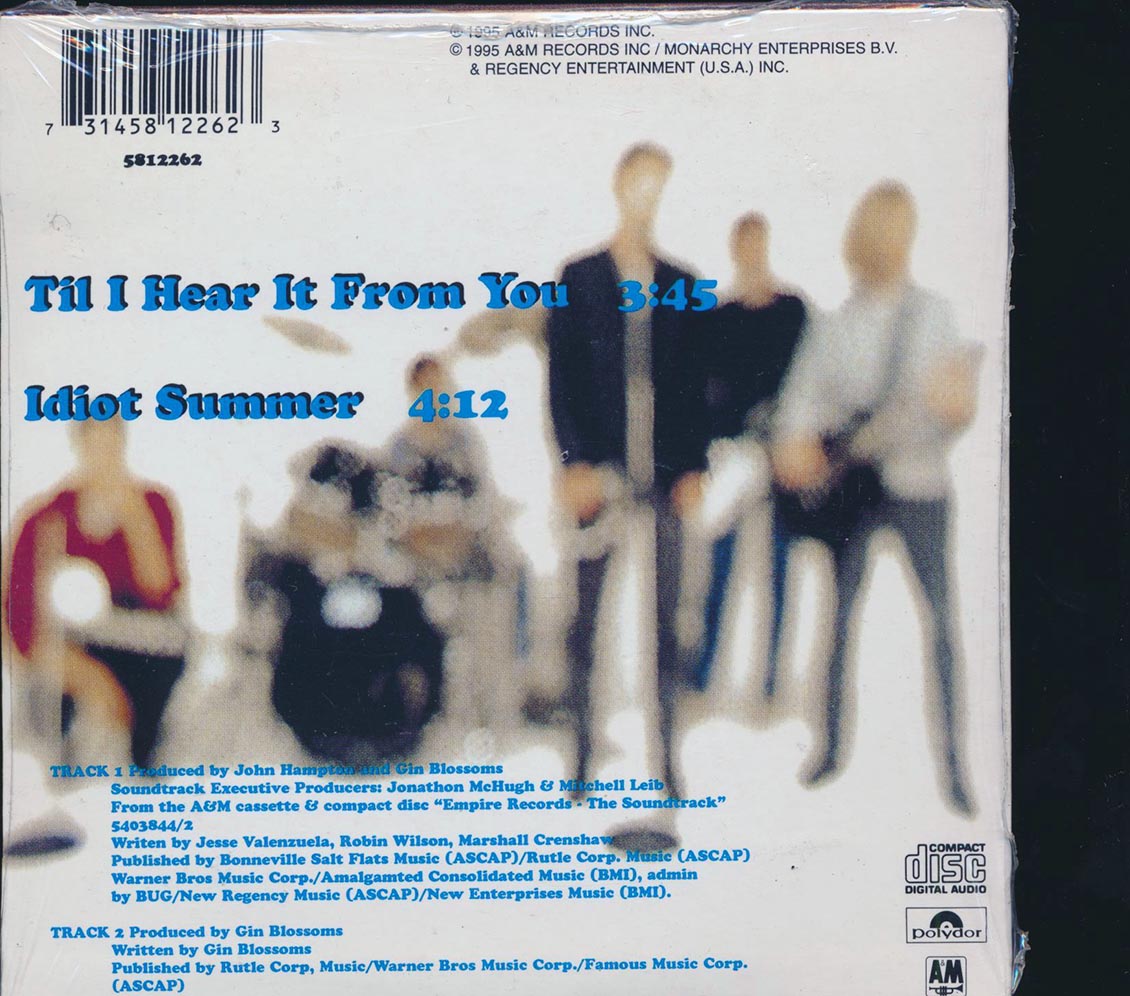 ℗ 1995 A&M RECORDS INC.
© 1995 A&M RECORDS INC / MONARCHY ENTERPRISES B.V.
& REGENCY ENTERTAINMENT (U.S.A.) INC.
7 31458 12262 3
5812262
Til I Hear It From You 3:45
Idiot Summer 4:12
TRACK 1 Produced by John Hampton and Gin Blossoms
Soundtrack Executive Producers: Jonathon McHugh & Mitchell Leib
From the A&M cassette & compact disc "Empire Records - The Soundtrack"
5403844/2
Writen by Jesse Valenzuela, Robin Wilson, Marshall Crenshaw
Published by Bonneville Salt Flats Music (ASCAP)/Rutle Corp. Music (ASCAP)
Warner Bros Music Corp./Amalgamted Consolidated Music (BMI), admin
by BUG/New Regency Music (ASCAP)/New Enterprises Music (BMI).
TRACK 2 Produced by Gin Blossoms
Written by Gin Blossoms
Published by Rutle Corp, Music/Warner Bros Music Corp./Famous Music Corp.
(ASCAP)
COMPACT
disc
DIGITAL AUDIO
polydor
A&M